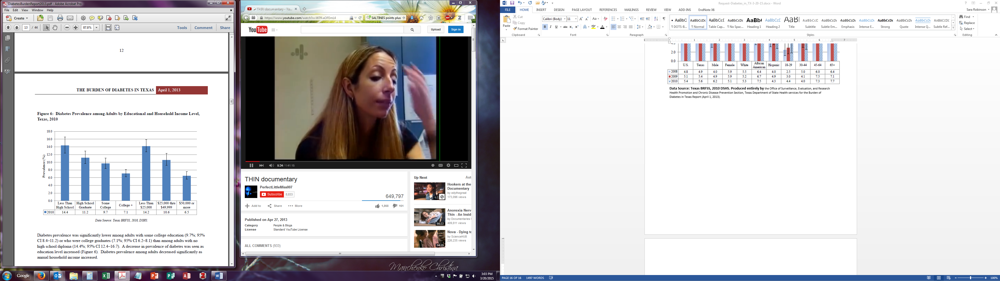 DiabetesBurdenReport2013.pdf - Adobe Acrobat Pro
File Edit View Window Help
Create
13 / 44 87.8% Tools Comment Share
12
THE BURDEN OF DIABETES IN TEXAS April 1, 2013
Figure 6: Diabetes Prevalence among Adults by Educational and Household Income Level,
Texas, 2010
Prevalence (%)
18.0
16.0
14.0
12.0
10.0
8.0
6.0
4.0
2.0
0.0
Less Than High School Some College + Less Than $25,000 thru $50,000 or
High School Graduate College $25,000 $49,999 more
2010 14.4 11.2 9.7 7.1 14.2 10.6 6.5
Data Source: Texas BRFSS, 2010, DSHS.
Diabetes prevalence was significantly lower among adults with some college education (9.7%; 95%
CI 8.4–11.2) or who were college graduates (7.1%; 95% CI 6.2–8.1) than among adults with no
high school diploma (14.4%; 95% CI 12.4–16.7). A decrease in prevalence of diabetes was seen as
education level increased (Figure 6). Diabetes prevalence among adults decreased significantly as
annual household income increased.
THIN documentary - Yo...
https://www.youtube.com/watch?v=W7fLaOFEmL4 SALTINES points plus
YouTube Upload Sign in
5:24 / 1:41:15
THIN documentary
PerfectLittleMiss007
Subscribe 8,833
649,797
Add to Share More 1,868 161
Published on Apr 27, 2013
Category People & Blogs
License Standard YouTube License
ALL COMMENTS (933)
Up Next Aut
Hookers at the
Documentary
by edythegreat
173,096 views
Anorexia Nerv
Thin - An Insid
by Documentaries
409,811 views
56:22
Nova - Dying t
by ScienceHUB
226,235 views
54:29
Manchenko Christina
Google
3:03 PM
3/20/2015
Request-Diabetes_in_TX-3-20-15.docx - Word
Sara Robinson
FILE HOME INSERT DESIGN PAGE LAYOUT REFERENCES MAILINGS REVIEW VIEW ADD-INS EndNote X6
Paste
Cut
Copy
Format Painter
Clipboard
Calibri (Body) 11
Font
Paragraph
¶ DOTS-B... ¶ Normal Table Cap... ¶ No Spac... Heading 1 Heading 2 Title Subtitle Subtle Em... Emphasis Intense E... Strong Quote Intense Q... Subtle Ref...
Styles
Find
Replace
Select
Editing
1 1 2 3 4 5 6 7
2.0
0.0
U.S. Texas Male Female White African American Hispanic 18-29 30-44 45-64 65+
2008 4.8 4.9 4.0 5.9 5.5 6.4 4.0 2.5 5.0 6.0 6.4
2009 5.1 5.4 4.9 5.9 5.2 6.7 4.9 3.0 4.1 7.5 7.1
2010 5.4 5.6 6.2 5.1 5.3 7.5 4.3 4.4 4.0 7.3 7.7
Data Source: Texas BRFSS, 2010 DSHS. Produced entirely by the Office of Surveillance, Evaluation, and Research
Health Promotion and Chronic Disease Prevention Section, Texas Department of State Health services for the Burden of
Diabetes in Texas Report (April 1, 2013).
PAGE 16 OF 16 1497 WORDS
100%